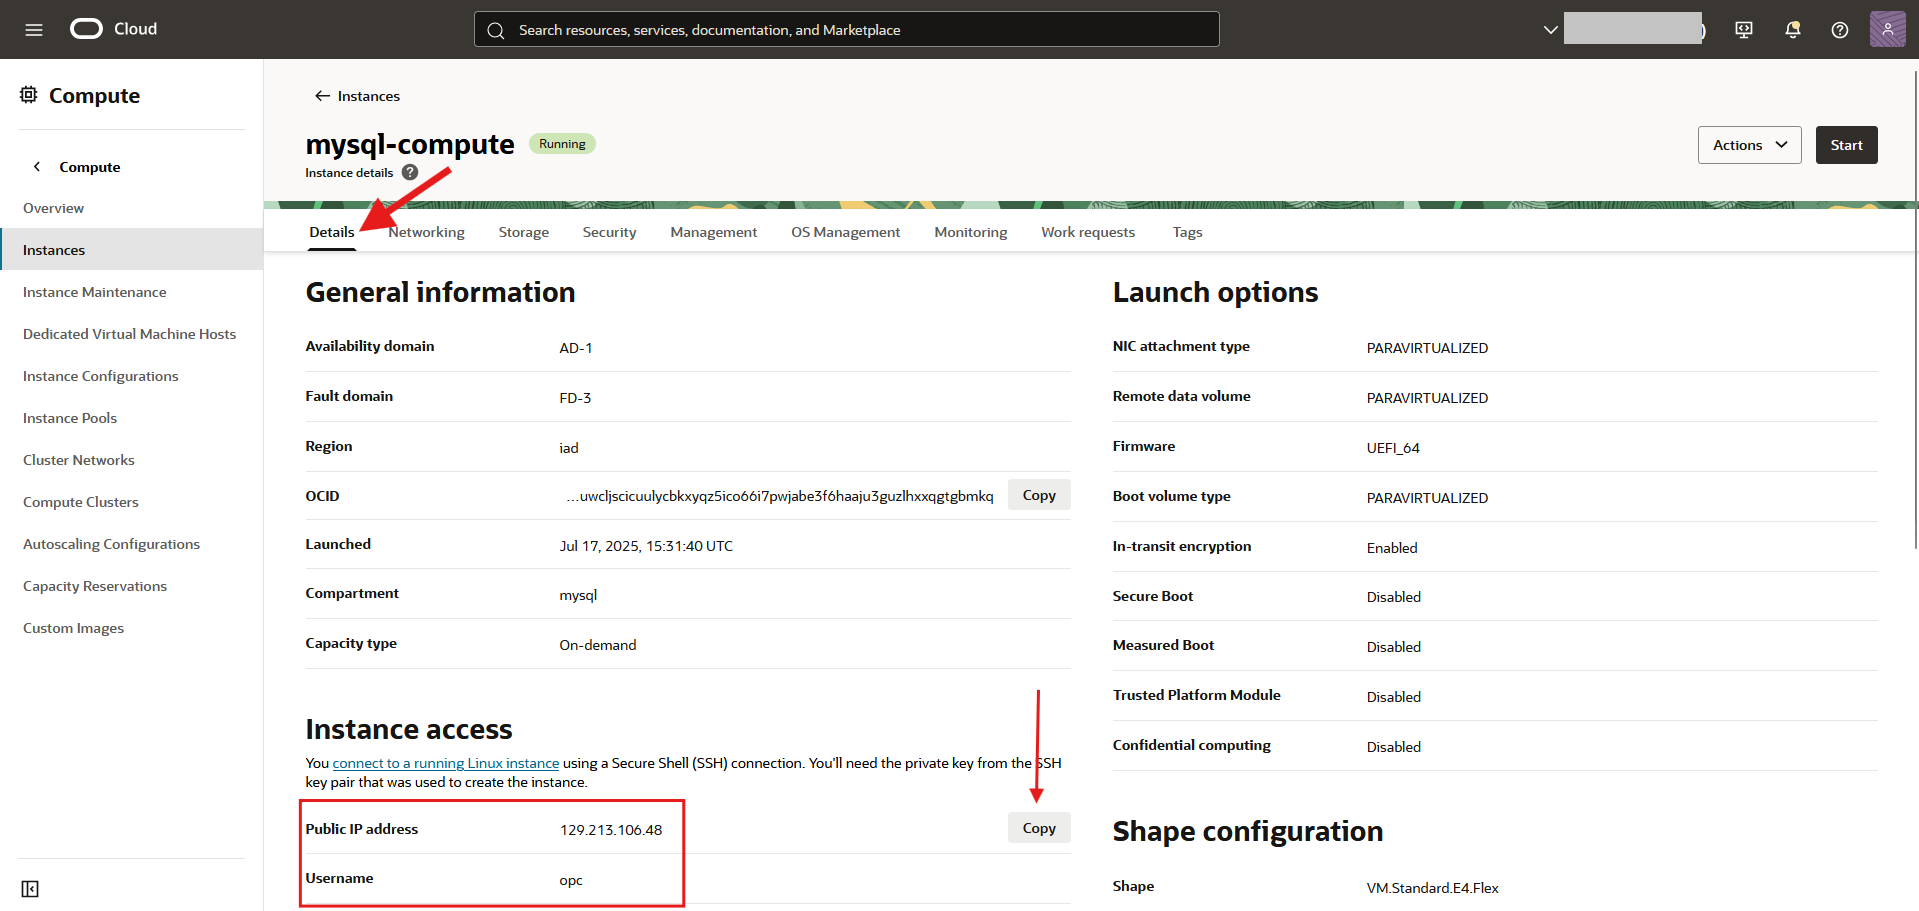 Cloud
Search resources, services, documentation, and Marketplace
Compute
Compute
Overview
Instances
Instance Maintenance
Dedicated Virtual Machine Hosts
Instance Configurations
Instance Pools
Cluster Networks
Compute Clusters
Autoscaling Configurations
Capacity Reservations
Custom Images
Instances
mysql-compute Running
Instance details ?
Actions Start
Details Networking Storage Security Management OS Management Monitoring Work requests Tags
General information
Availability domain AD-1
Fault domain FD-3
Region iad
OCID ...uwcljscicuulycbkxyqz5ico66i7pwjabe3f6haaju3guzlhxxqgtgbmkq Copy
Launched Jul 17, 2025, 15:31:40 UTC
Compartment mysql
Capacity type On-demand
Instance access
You connect to a running Linux instance using a Secure Shell (SSH) connection. You'll need the private key from the SSH
key pair that was used to create the instance.
Public IP address 129.213.106.48 Copy
Username opc
Launch options
NIC attachment type PARAVIRTUALIZED
Remote data volume PARAVIRTUALIZED
Firmware UEFI_64
Boot volume type PARAVIRTUALIZED
In-transit encryption Enabled
Secure Boot Disabled
Measured Boot Disabled
Trusted Platform Module Disabled
Confidential computing Disabled
Shape configuration
Shape VM.Standard.E4.Flex